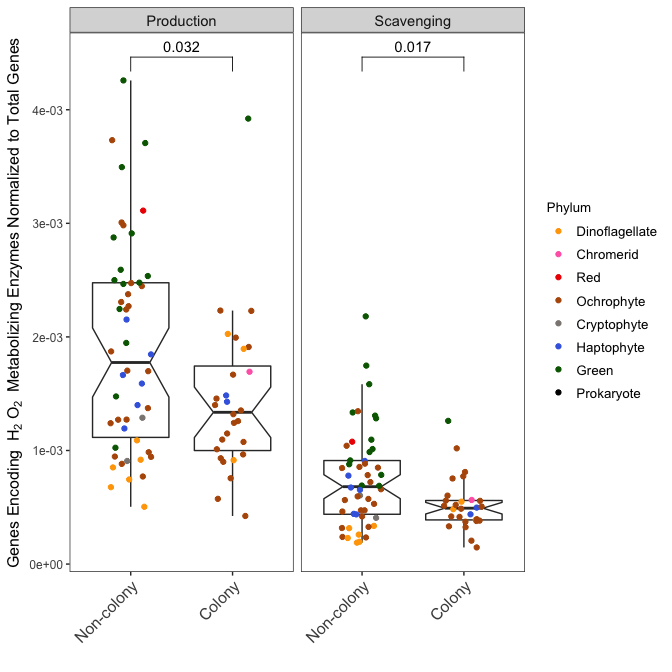 Production
Scavenging
0.032
0.017
Genes Encoding H₂O₂ Metabolizing Enzymes Normalized to Total Genes
4e-03
3e-03
2e-03
1e-03
0e+00
Non-colony
Colony
Non-colony
Colony
Phylum
Dinoflagellate
Chromerid
Red
Ochrophyte
Cryptophyte
Haptophyte
Green
Prokaryote